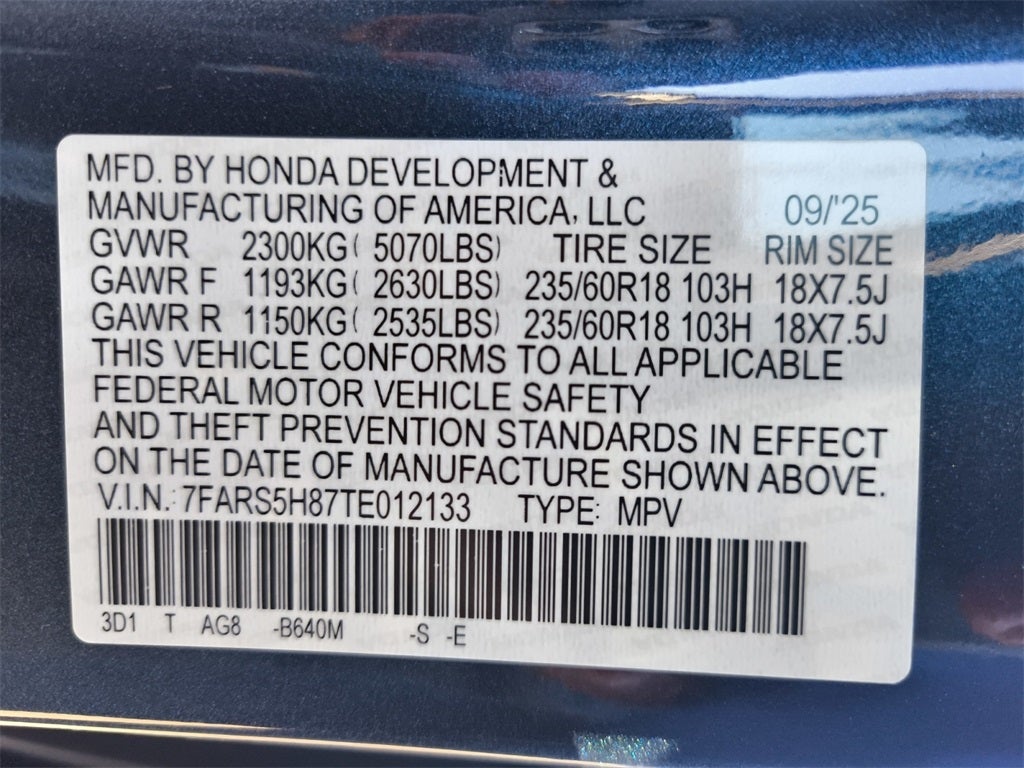 MFD. BY HONDA DEVELOPMENT &
MANUFACTURING OF AMERICA, LLC 09/'25
GVWR 2300KG( 5070LBS) TIRE SIZE RIM SIZE
GAWR F 1193KG( 2630LBS) 235/60R18 103H 18X7.5J
GAWR R 1150KG( 2535LBS) 235/60R18 103H 18X7.5J
THIS VEHICLE CONFORMS TO ALL APPLICABLE
FEDERAL MOTOR VEHICLE SAFETY
AND THEFT PREVENTION STANDARDS IN EFFECT
ON THE DATE OF MANUFACTURE SHOWN ABOVE.
V.I.N.: 7FARS5H87TE012133 TYPE: MPV
3D1 T AG8 -B640M -S -E